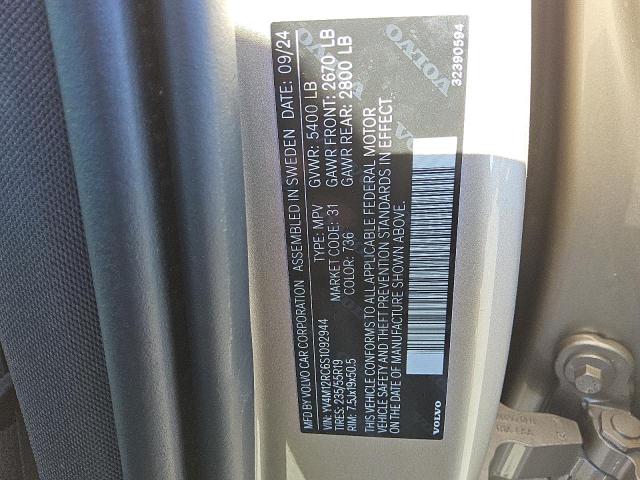 MFD BY VOLVO CAR CORPORATION ASSEMBLED IN SWEDEN DATE: 09/24
VIN: YV4M12RC6S1092944 TYPE: MPV GVWR: 5400 LB
TIRES: 235/55R19 MARKET CODE: 31 GAWR FRONT: 2670 LB
RIM: 7.5Jx19x50.5 COLOR: 736 GAWR REAR: 2800 LB
THIS VEHICLE CONFORMS TO ALL APPLICABLE FEDERAL MOTOR
VEHICLE SAFETY AND THEFT PREVENTION STANDARDS IN EFFECT
ON THE DATE OF MANUFACTURE SHOWN ABOVE.
VOLVO
32390594
VOLVO
VOLVO